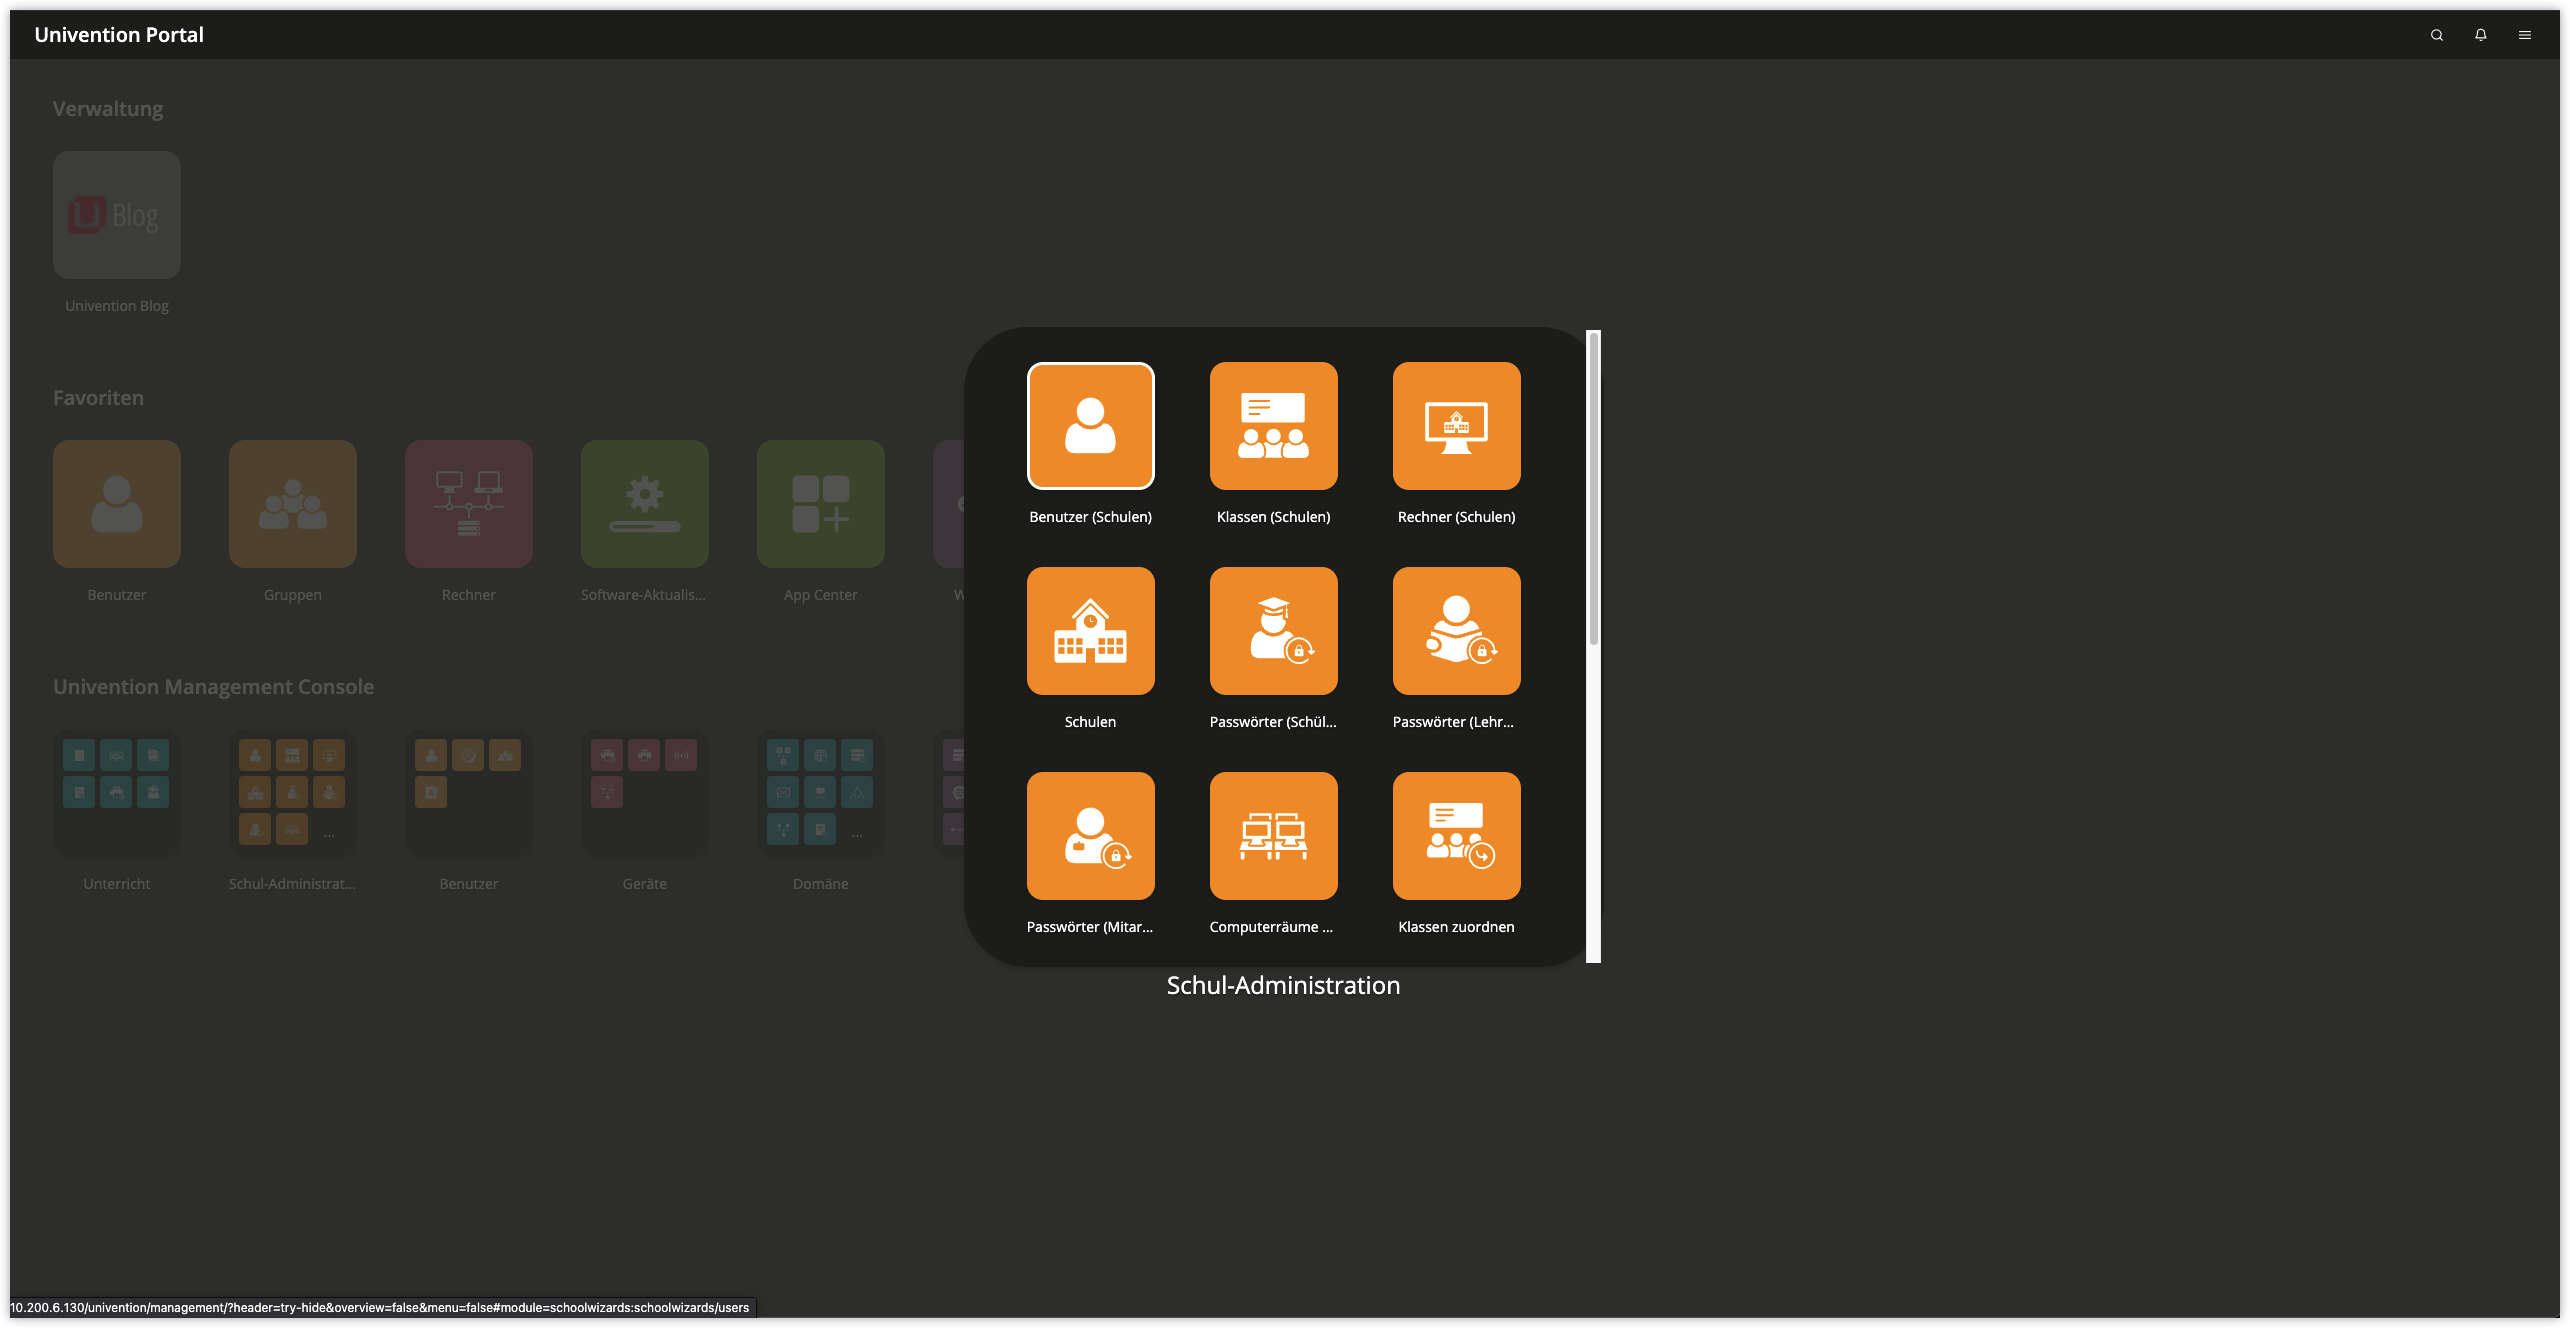 Univention Portal
Verwaltung
Blog
Univention Blog
Favoriten
Benutzer
Gruppen
Rechner
Software-Aktualis...
App Center
W
Univention Management Console
...
...
Unterricht
Schul-Administrat...
Benutzer
Geräte
Domäne
Benutzer (Schulen)
Klassen (Schulen)
Rechner (Schulen)
Schulen
Passwörter (Schül...
Passwörter (Lehr...
Passwörter (Mitar...
Computerräume ...
Klassen zuordnen
Schul-Administration
10.200.6.130/univention/management/?header=try-hide&overview=false&menu=false#module=schoolwizards:schoolwizards/users